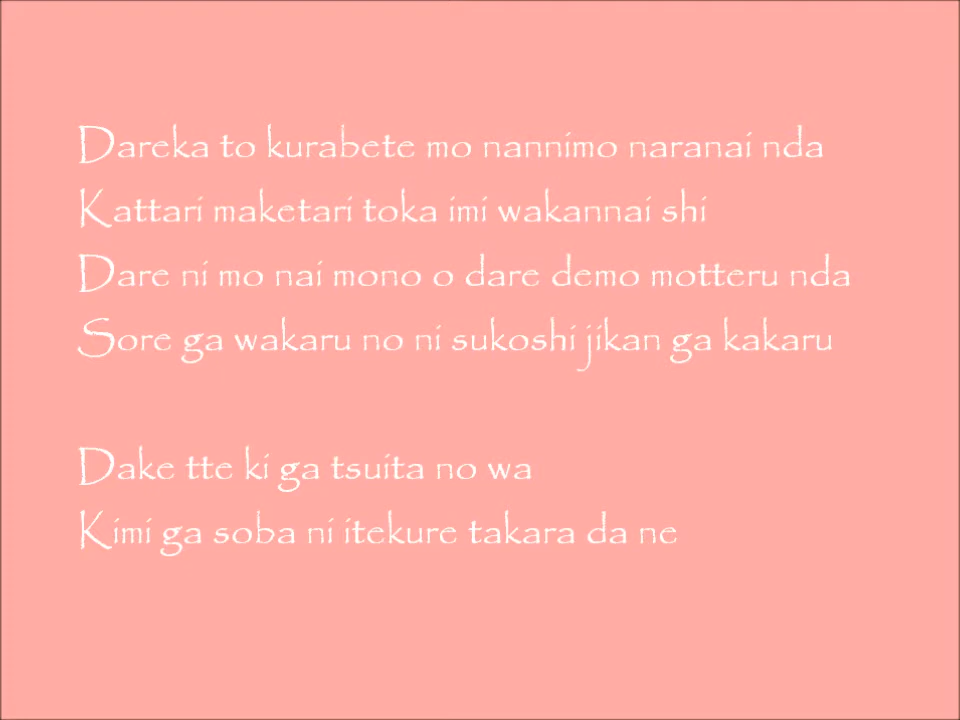 Dareka to kurabete mo nannimo naranai nda
Kattari maketari toka imi wakannai shi
Dare ni mo nai mono o dare demo motteru nda
Sore ga wakaru no ni sukoshi jikan ga kakaru
Dake tte ki ga tsuita no wa
Kimi ga soba ni itekure takara da ne